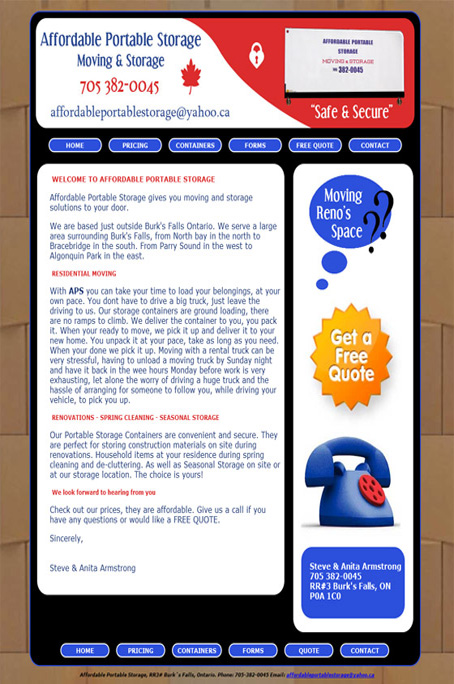 Affordable Portable Storage
Moving & Storage
705 382-0045
affordableportablestorage@yahoo.ca
AFFORDABLE PORTABLE
STORAGE
MOVING & STORAGE
705 382-0045
"Safe & Secure"
HOME PRICING CONTAINERS FORMS FREE QUOTE CONTACT
WELCOME TO AFFORDABLE PORTABLE STORAGE
Affordable Portable Storage gives you moving and storage
solutions to your door.
We are based just outside Burk's Falls Ontario. We serve a large
area surrounding Burk's Falls, from North bay in the north to
Bracebridge in the south. From Parry Sound in the west to
Algonquin Park in the east.
RESIDENTIAL MOVING
With APS you can take your time to load your belongings, at your
own pace. You dont have to drive a big truck, just leave the
driving to us. Our storage containers are ground loading, there
are no ramps to climb. We deliver the container to you, you pack
it. When your ready to move, we pick it up and deliver it to your
new home. You unpack it at your pace, take as long as you need.
When your done we pick it up. Moving with a rental truck can be
very stressful, having to unload a moving truck by Sunday night
and have it back in the wee hours Monday before work is very
exhausting, let alone the worry of driving a huge truck and the
hassle of arranging for someone to follow you, while driving your
vehicle, to pick you up.
RENOVATIONS - SPRING CLEANING - SEASONAL STORAGE
Our Portable Storage Containers are convenient and secure. They
are perfect for storing construction materials on site during
renovations. Household items at your residence during spring
cleaning and de-cluttering. As well as Seasonal Storage on site or
at our storage location. The choice is yours!
We look forward to hearing from you
Check out our prices, they are affordable. Give us a call if you
have any questions or would like a FREE QUOTE.
Sincerely,
Steve & Anita Armstrong
Moving
Reno's
Space ??
Get a
Free
Quote
Steve & Anita Armstrong
705 382-0045
RR#3 Burk's Falls, ON
P0A 1C0
HOME PRICING CONTAINERS FORMS QUOTE CONTACT
Affordable Portable Storage, RR3# Burk's Falls, Ontario. Phone: 705-382-0045 Email: affordableportablestorage@yahoo.ca